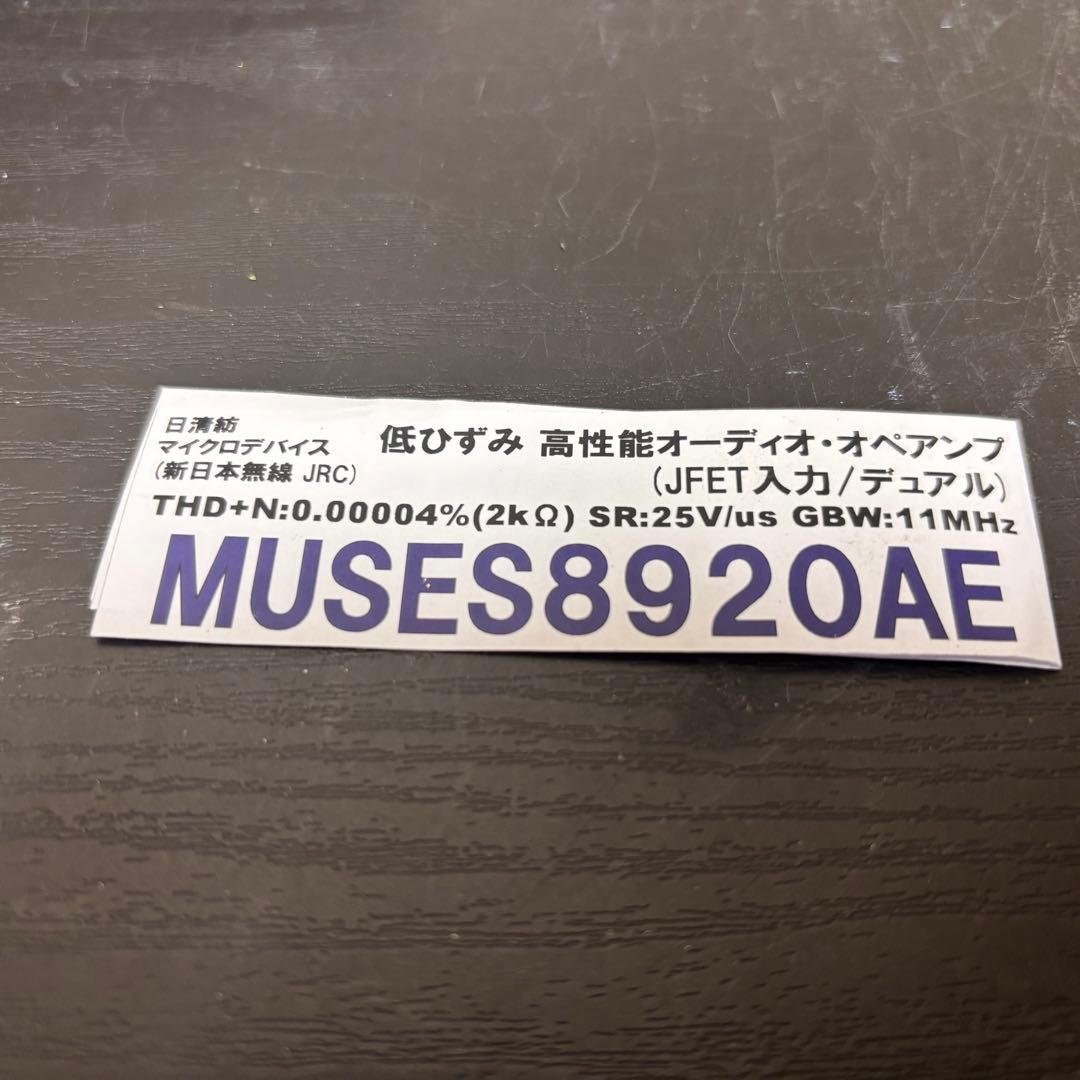 日清紡
マイクロデバイス
(新日本無線 JRC)
低ひずみ 高性能オーディオ・オペアンプ
(JFET入力/デュアル)
THD+N:0.00004%(2kΩ) SR:25V/us GBW:11MHz
MUSES8920AE